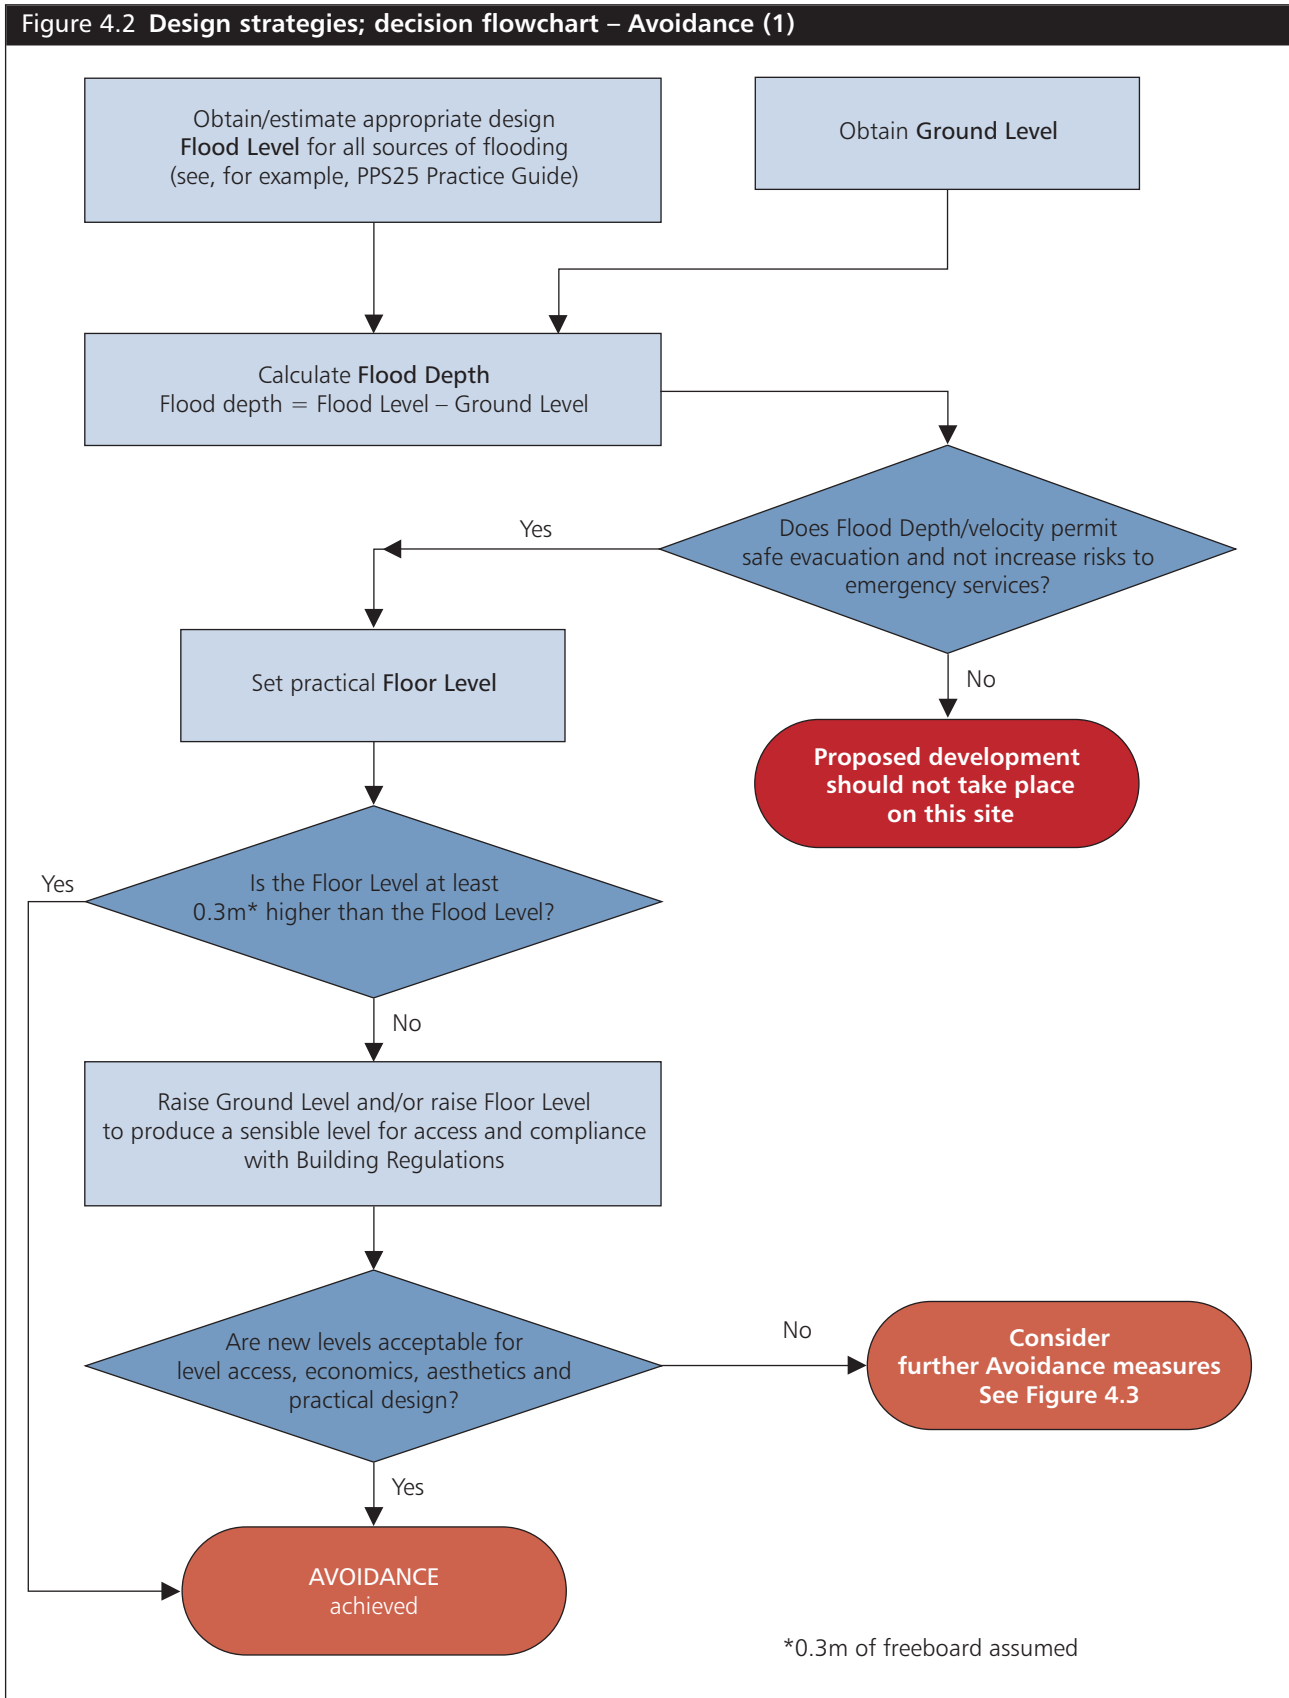 Figure 4.2 Design strategies; decision flowchart – Avoidance (1)
Obtain/estimate appropriate design
Flood Level for all sources of flooding
(see, for example, PPS25 Practice Guide)
Obtain Ground Level
Calculate Flood Depth
Flood depth = Flood Level – Ground Level
Does Flood Depth/velocity permit
safe evacuation and not increase risks to
emergency services?
Yes
No
Set practical Floor Level
Proposed development
should not take place
on this site
Is the Floor Level at least
0.3m* higher than the Flood Level?
Yes
No
Raise Ground Level and/or raise Floor Level
to produce a sensible level for access and compliance
with Building Regulations
Are new levels acceptable for
level access, economics, aesthetics and
practical design?
No
Consider
further Avoidance measures
See Figure 4.3
Yes
AVOIDANCE
achieved
*0.3m of freeboard assumed